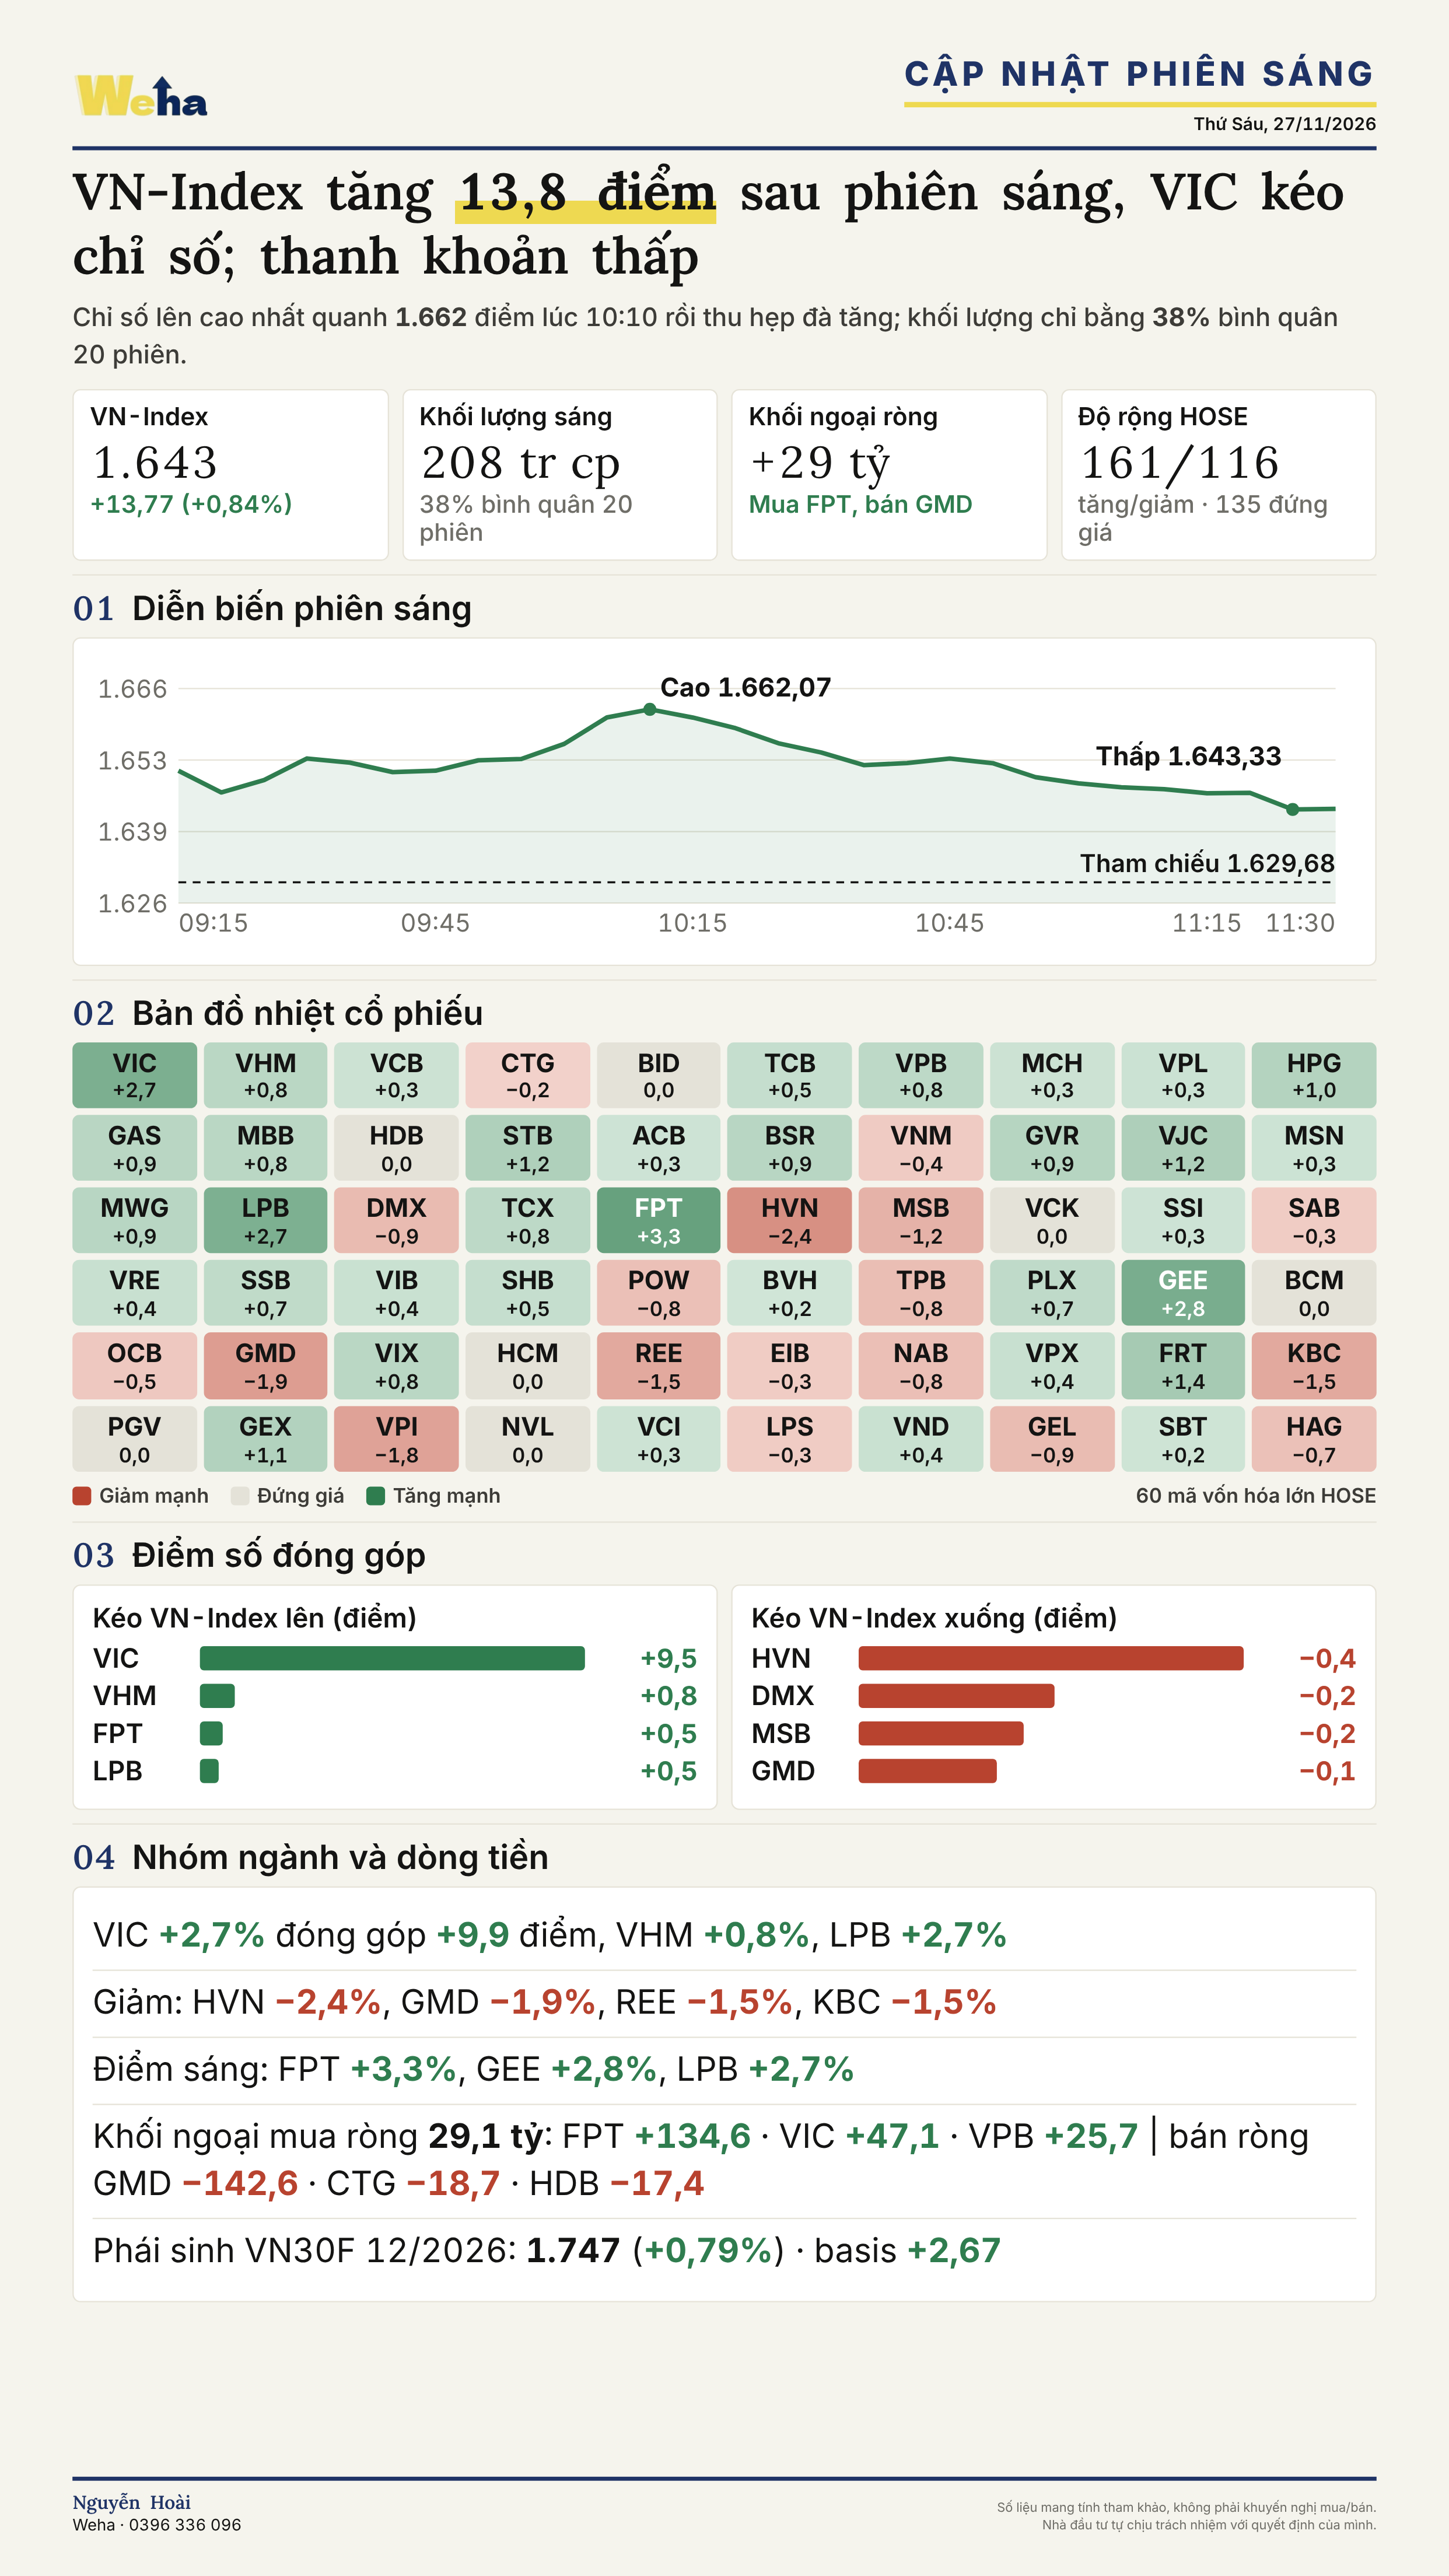 Weha
CẬP NHẬT PHIÊN SÁNG
Thứ Sáu, 27/11/2026
VN-Index tăng 13,8 điểm sau phiên sáng, VIC kéo
chỉ số; thanh khoản thấp
Chỉ số lên cao nhất quanh 1.662 điểm lúc 10:10 rồi thu hẹp đà tăng; khối lượng chỉ bằng 38% bình quân
20 phiên.
VN-Index
1.643
+13,77 (+0,84%)
Khối lượng sáng
208 tr cp
38% bình quân 20
phiên
Khối ngoại ròng
+29 tỷ
Mua FPT, bán GMD
Độ rộng HOSE
161/116
tăng/giảm · 135 đứng
giá
01 Diễn biến phiên sáng
1.666
Cao 1.662,07
1.653
Thấp 1.643,33
1.639
Tham chiếu 1.629,68
1.626
09:15 09:45 10:15 10:45 11:15 11:30
02 Bản đồ nhiệt cổ phiếu
VIC VHM VCB CTG BID TCB VPB MCH VPL HPG
+2,7 +0,8 +0,3 −0,2 0,0 +0,5 +0,8 +0,3 +0,3 +1,0
GAS MBB HDB STB ACB BSR VNM GVR VJC MSN
+0,9 +0,8 0,0 +1,2 +0,3 +0,9 −0,4 +0,9 +1,2 +0,3
MWG LPB DMX TCX FPT HVN MSB VCK SSI SAB
+0,9 +2,7 −0,9 +0,8 +3,3 −2,4 −1,2 0,0 +0,3 −0,3
VRE SSB VIB SHB POW BVH TPB PLX GEE BCM
+0,4 +0,7 +0,4 +0,5 −0,8 +0,2 −0,8 +0,7 +2,8 0,0
OCB GMD VIX HCM REE EIB NAB VPX FRT KBC
−0,5 −1,9 +0,8 0,0 −1,5 −0,3 −0,8 +0,4 +1,4 −1,5
PGV GEX VPI NVL VCI LPS VND GEL SBT HAG
0,0 +1,1 −1,8 0,0 +0,3 −0,3 +0,4 −0,9 +0,2 −0,7
Giảm mạnh Đứng giá Tăng mạnh 60 mã vốn hóa lớn HOSE
03 Điểm số đóng góp
Kéo VN-Index lên (điểm)
VIC +9,5
VHM +0,8
FPT +0,5
LPB +0,5
Kéo VN-Index xuống (điểm)
HVN −0,4
DMX −0,2
MSB −0,2
GMD −0,1
04 Nhóm ngành và dòng tiền
VIC +2,7% đóng góp +9,9 điểm, VHM +0,8%, LPB +2,7%
Giảm: HVN −2,4%, GMD −1,9%, REE −1,5%, KBC −1,5%
Điểm sáng: FPT +3,3%, GEE +2,8%, LPB +2,7%
Khối ngoại mua ròng 29,1 tỷ: FPT +134,6 · VIC +47,1 · VPB +25,7 | bán ròng
GMD −142,6 · CTG −18,7 · HDB −17,4
Phái sinh VN30F 12/2026: 1.747 (+0,79%) · basis +2,67
Nguyễn Hoài
Weha · 0396 336 096
Số liệu mang tính tham khảo, không phải khuyến nghị mua/bán.
Nhà đầu tư tự chịu trách nhiệm với quyết định của mình.